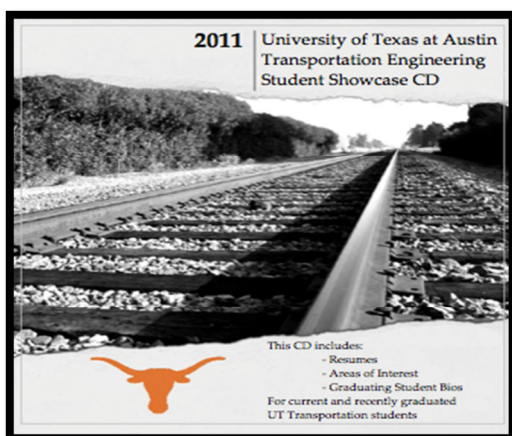 2011
University of Texas at Austin
Transportation Engineering
Student Showcase CD
This CD includes:
- Resumes
- Areas of Interest
- Graduating Student Bios
For current and recently graduated
UT Transportation students